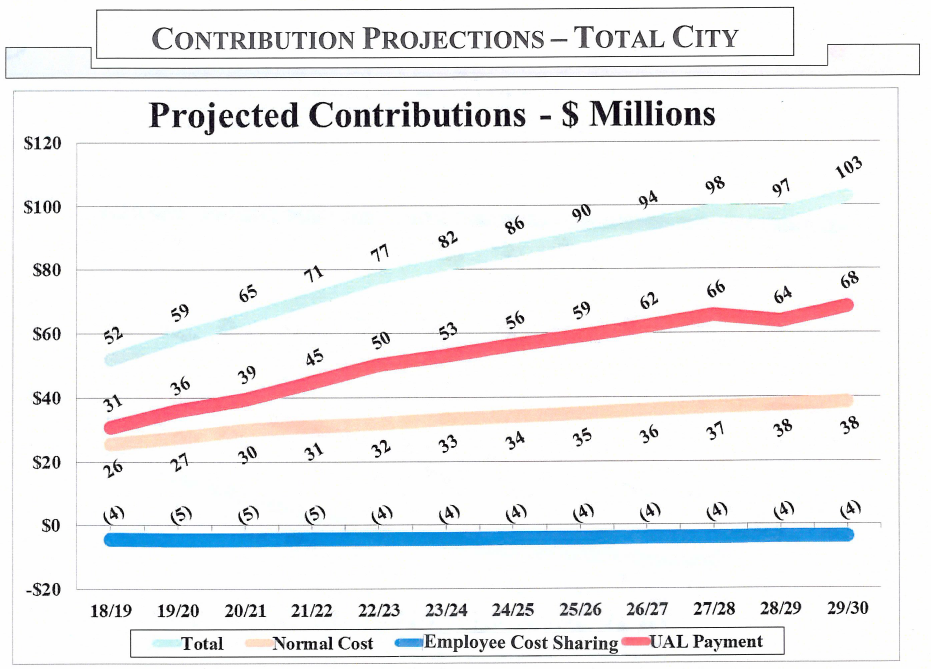 CONTRIBUTION PROJECTIONS – TOTAL CITY
Projected Contributions - $ Millions
$120
$100
$80
$60
$40
$20
$0
-$20
52 59 65 71 77 82 86 90 94 98 97 103
31 36 39 45 50 53 56 59 62 66 64 68
26 27 30 31 32 33 34 35 36 37 38 38
(4) (5) (5) (5) (4) (4) (4) (4) (4) (4) (4) (4)
18/19 19/20 20/21 21/22 22/23 23/24 24/25 25/26 26/27 27/28 28/29 29/30
Total Normal Cost Employee Cost Sharing UAL Payment